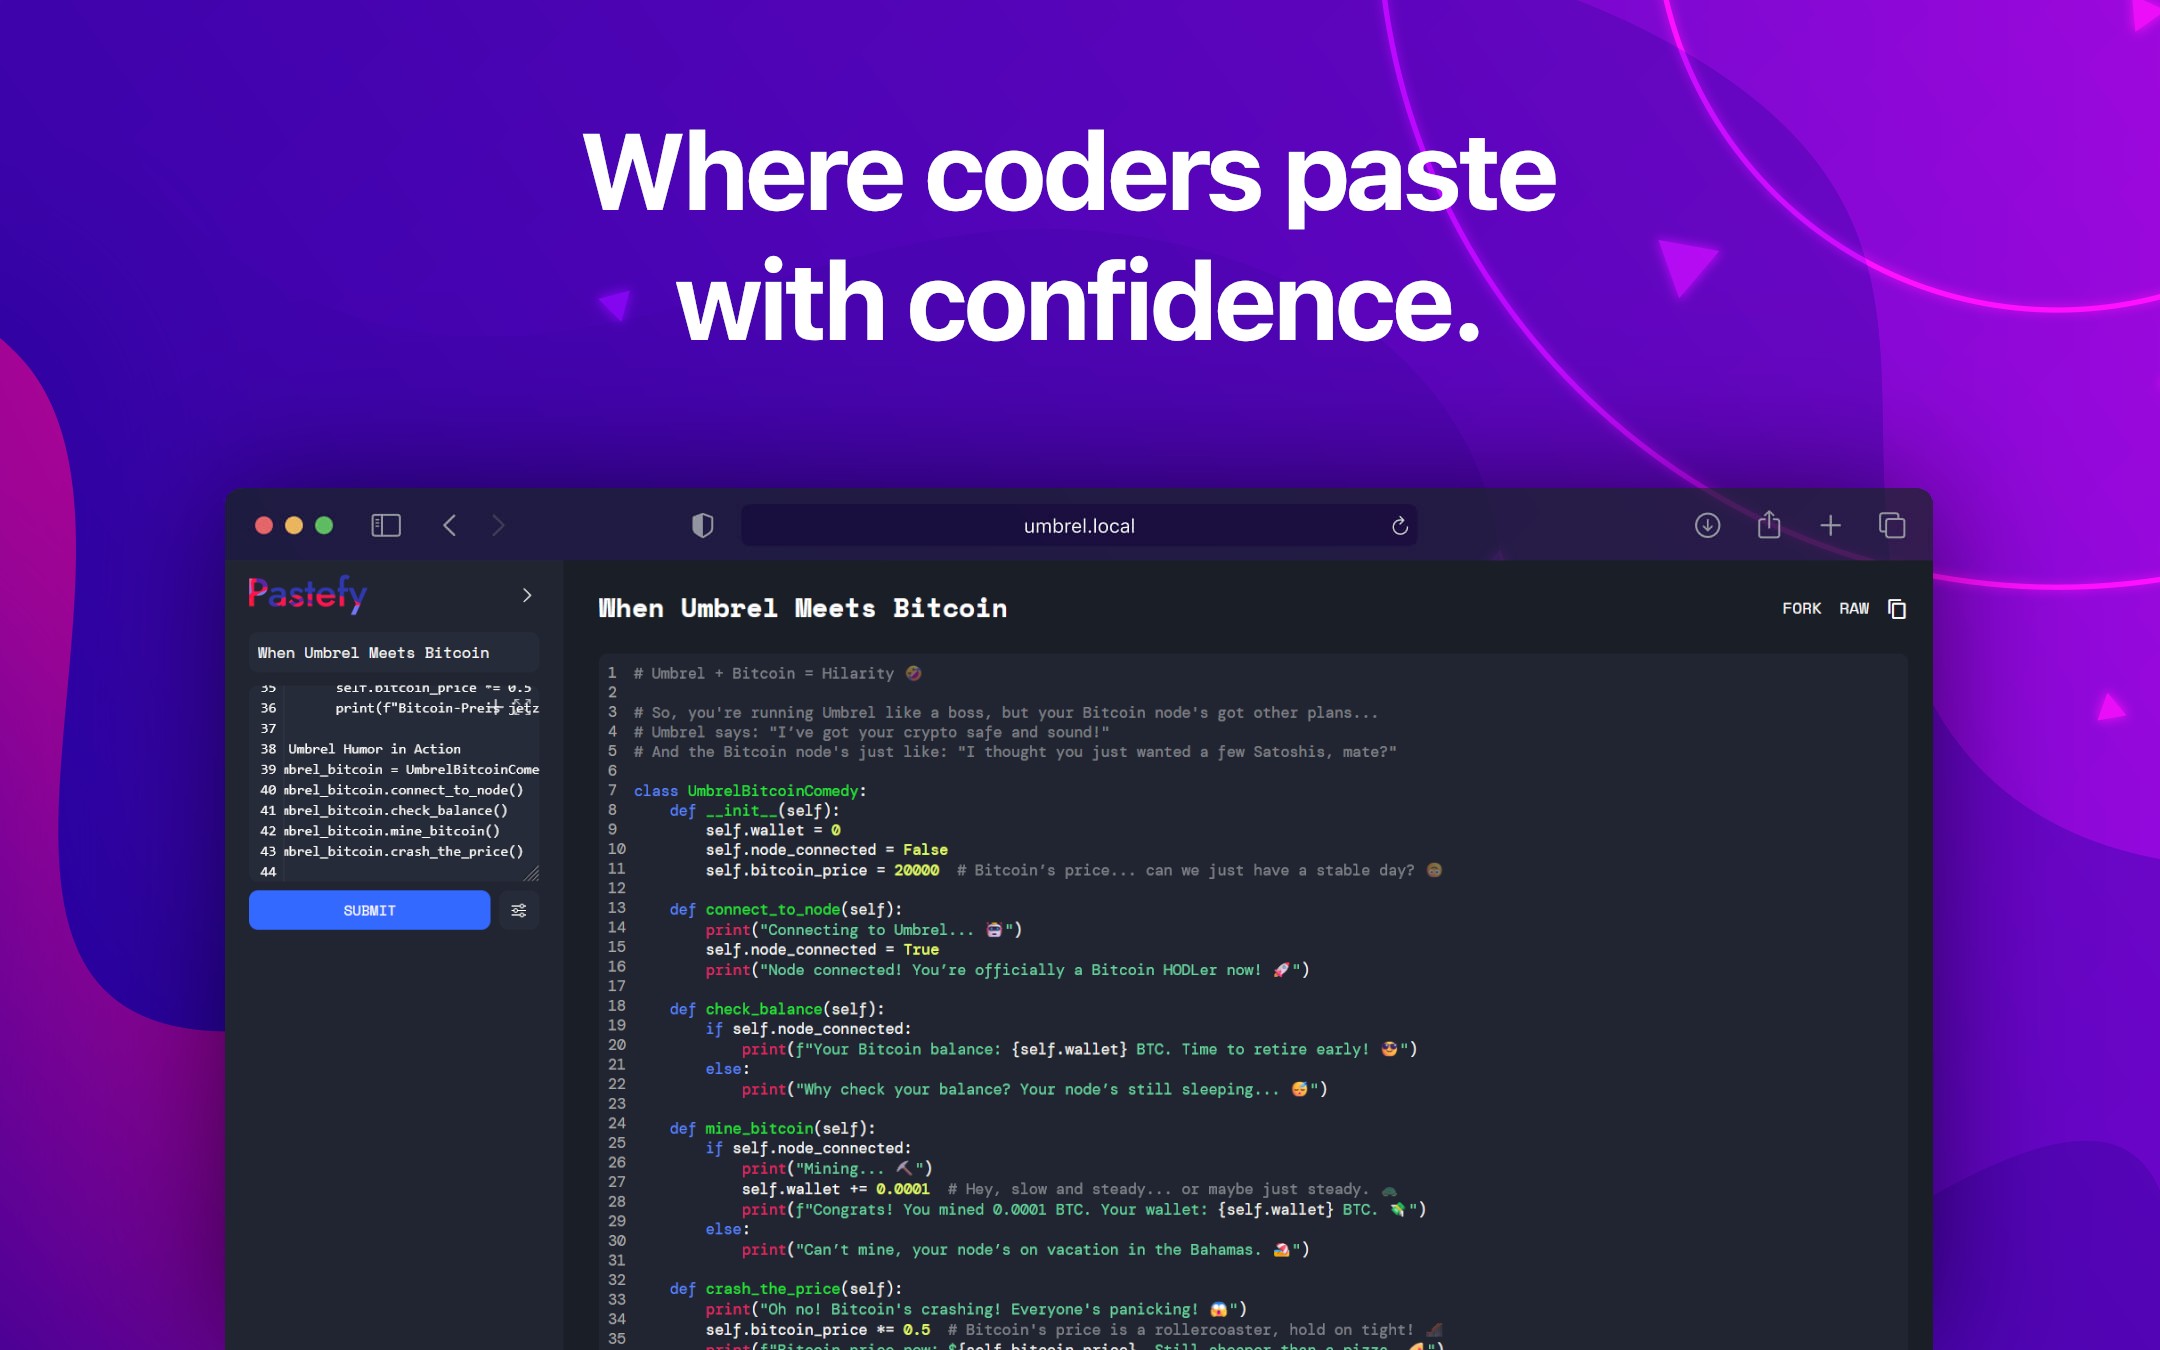 Where coders paste
with confidence.
umbrel.local
Pastefy
When Umbrel Meets Bitcoin
35 self.bitcoin_price *= 0.5
36 print(f"Bitcoin-Preis jetz
37
38 Umbrel Humor in Action
39 mbrel_bitcoin = UmbrelBitcoinCome
40 mbrel_bitcoin.connect_to_node()
41 mbrel_bitcoin.check_balance()
42 mbrel_bitcoin.mine_bitcoin()
43 mbrel_bitcoin.crash_the_price()
44
SUBMIT
When Umbrel Meets Bitcoin
FORK RAW
1 # Umbrel + Bitcoin = Hilarity 🤣
2
3 # So, you're running Umbrel like a boss, but your Bitcoin node's got other plans...
4 # Umbrel says: "I’ve got your crypto safe and sound!"
5 # And the Bitcoin node's just like: "I thought you just wanted a few Satoshis, mate?"
6
7 class UmbrelBitcoinComedy:
8 def __init__(self):
9 self.wallet = 0
10 self.node_connected = False
11 self.bitcoin_price = 20000 # Bitcoin’s price... can we just have a stable day?
12
13 def connect_to_node(self):
14 print("Connecting to Umbrel... 🤖")
15 self.node_connected = True
16 print("Node connected! You’re officially a Bitcoin HODLer now! 🚀")
17
18 def check_balance(self):
19 if self.node_connected:
20 print(f"Your Bitcoin balance: {self.wallet} BTC. Time to retire early! 😎")
21 else:
22 print("Why check your balance? Your node’s still sleeping... 😴")
23
24 def mine_bitcoin(self):
25 if self.node_connected:
26 print("Mining... ⛏️")
27 self.wallet += 0.0001 # Hey, slow and steady... or maybe just steady. 🐢
28 print(f"Congrats! You mined 0.0001 BTC. Your wallet: {self.wallet} BTC. 💸")
29 else:
30 print("Can’t mine, your node’s on vacation in the Bahamas. 🏖️")
31
32 def crash_the_price(self):
33 print("Oh no! Bitcoin's crashing! Everyone's panicking! 😱")
34 self.bitcoin_price *= 0.5 # Bitcoin's price is a rollercoaster, hold on tight! 🎢
35 print(f"Bitcoin price now: ${self.bitcoin_price}. Still cheaper than a pizza. 🍕")